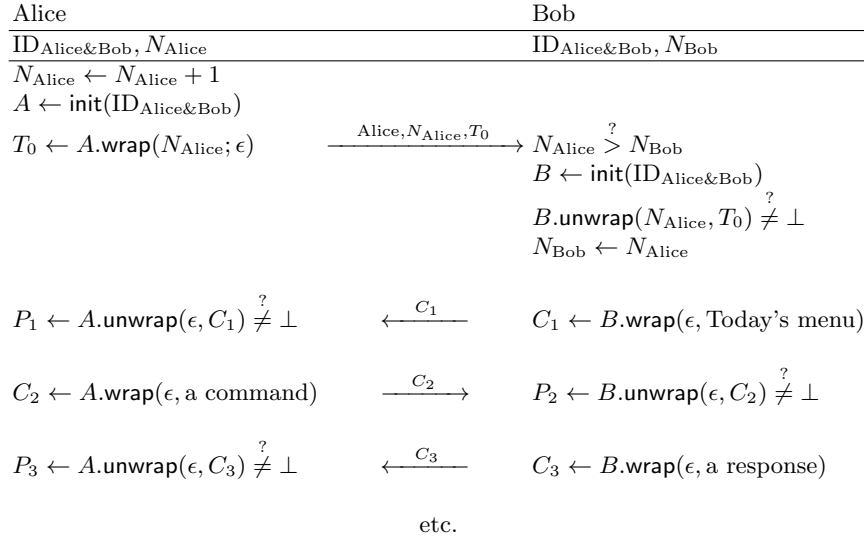 Alice Bob
ID_Alice&Bob, N_Alice ID_Alice&Bob, N_Bob
N_Alice ← N_Alice + 1
A ← init(ID_Alice&Bob)
T_0 ← A.wrap(N_Alice; ϵ) Alice,N_Alice,T_0 → N_Alice >? N_Bob
B ← init(ID_Alice&Bob)
B.unwrap(N_Alice, T_0) ≠? ⊥
N_Bob ← N_Alice
P_1 ← A.unwrap(ϵ, C_1) ≠? ⊥ ← C_1 C_1 ← B.wrap(ϵ, Today's menu)
C_2 ← A.wrap(ϵ, a command) C_2 → P_2 ← B.unwrap(ϵ, C_2) ≠? ⊥
P_3 ← A.unwrap(ϵ, C_3) ≠? ⊥ ← C_3 C_3 ← B.wrap(ϵ, a response)
etc.